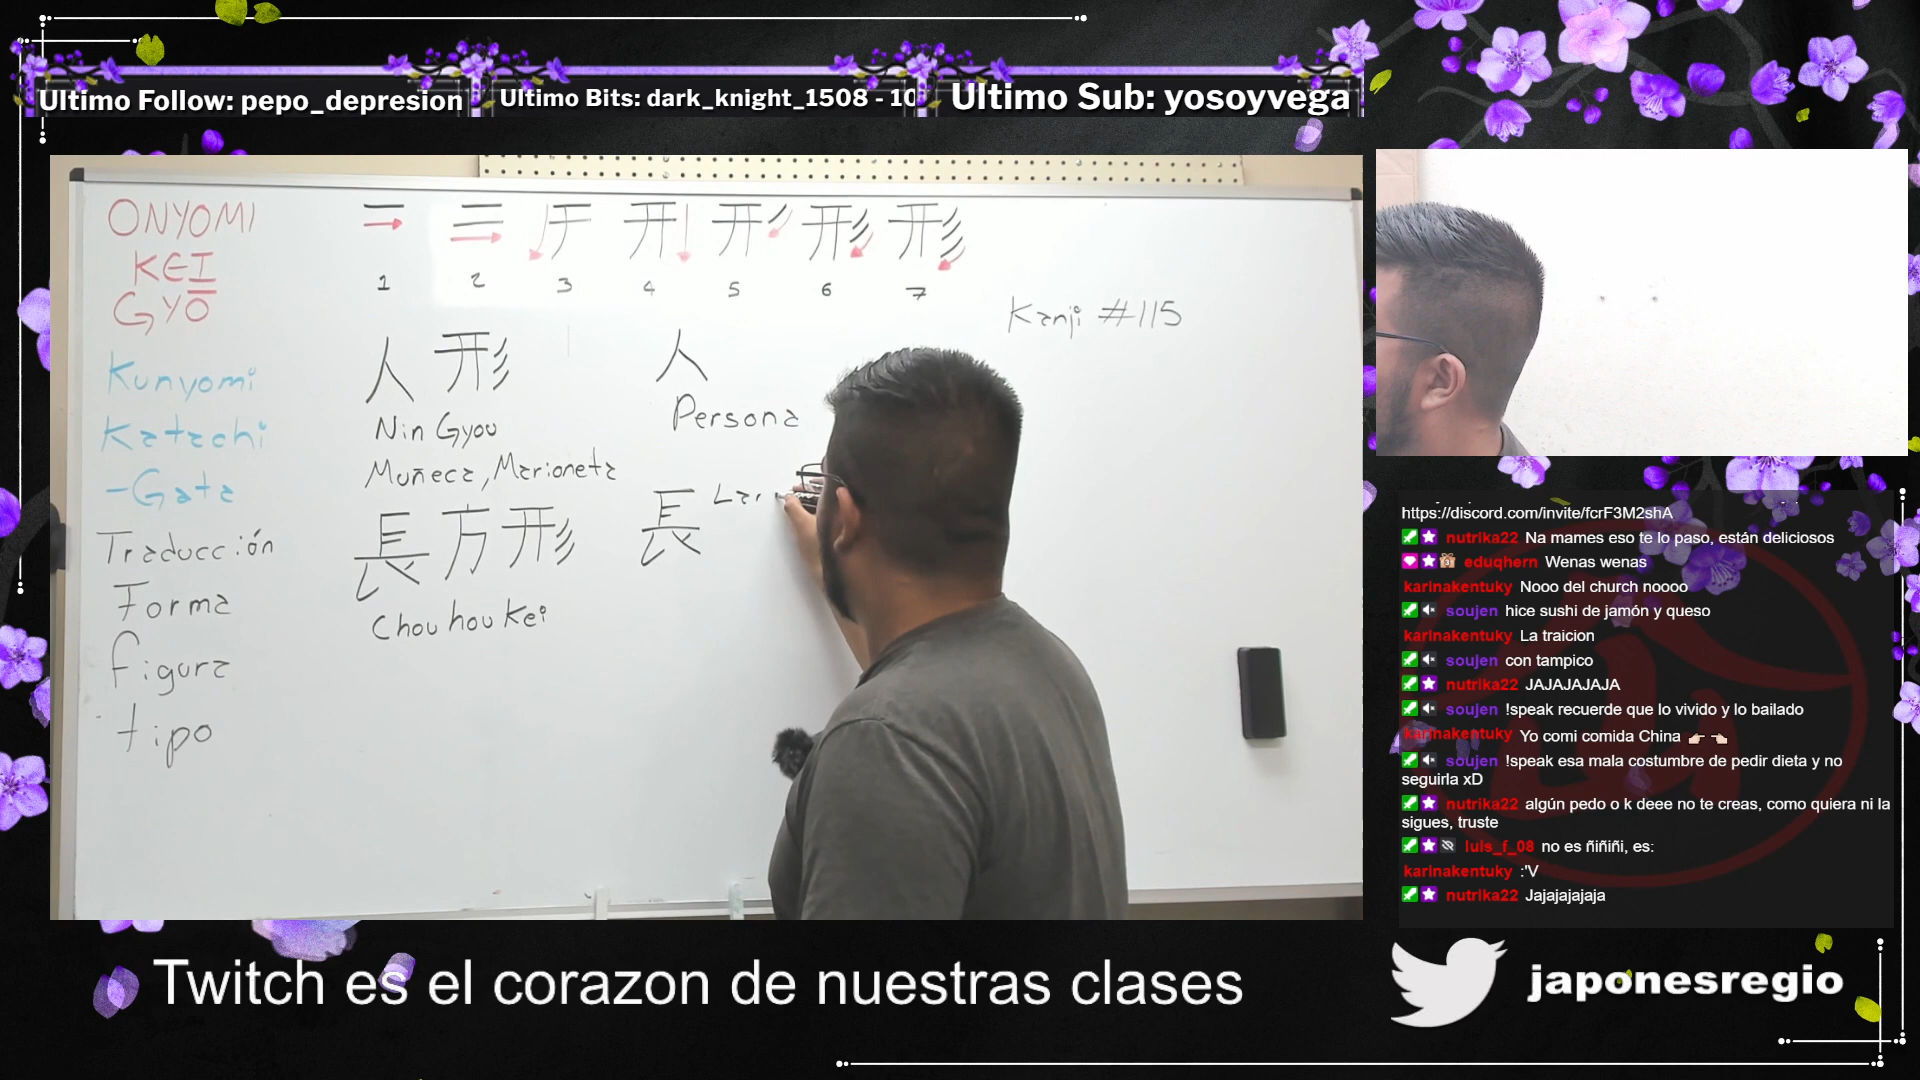 Ultimo Follow: pepo_depresion
Ultimo Bits: dark_knight_1508 - 10
Ultimo Sub: yosoyvega
ONYOMI
KEI
GYO
Kunyomi
Katachi
-Gata
Traducción
Forma
figura
tipo
1 2 3 4 5 6 7
形
Kanji #115
人形
Nin Gyou
Muñeca, Marioneta
長方形
Chou hou Kei
人
Persona
長 Lar
https://discord.com/invite/fcrF3M2shA
nutrika22 Na mames eso te lo paso, están deliciosos
eduqhern Wenas wenas
karinakentuky Nooo del church noooo
soujen hice sushi de jamón y queso
karinakentuky La traicion
soujen con tampico
nutrika22 JAJAJAJAJA
soujen !speak recuerde que lo vivido y lo bailado
karinakentuky Yo comi comida China 👉🏻👈🏻
soujen !speak esa mala costumbre de pedir dieta y no
seguirla xD
nutrika22 algún pedo o k deee no te creas, como quiera ni la
sigues, truste
luis_f_08 no es ñiñiñi, es:
karinakentuky :'V
nutrika22 Jajajajajaja
Twitch es el corazon de nuestras clases
japonesregio